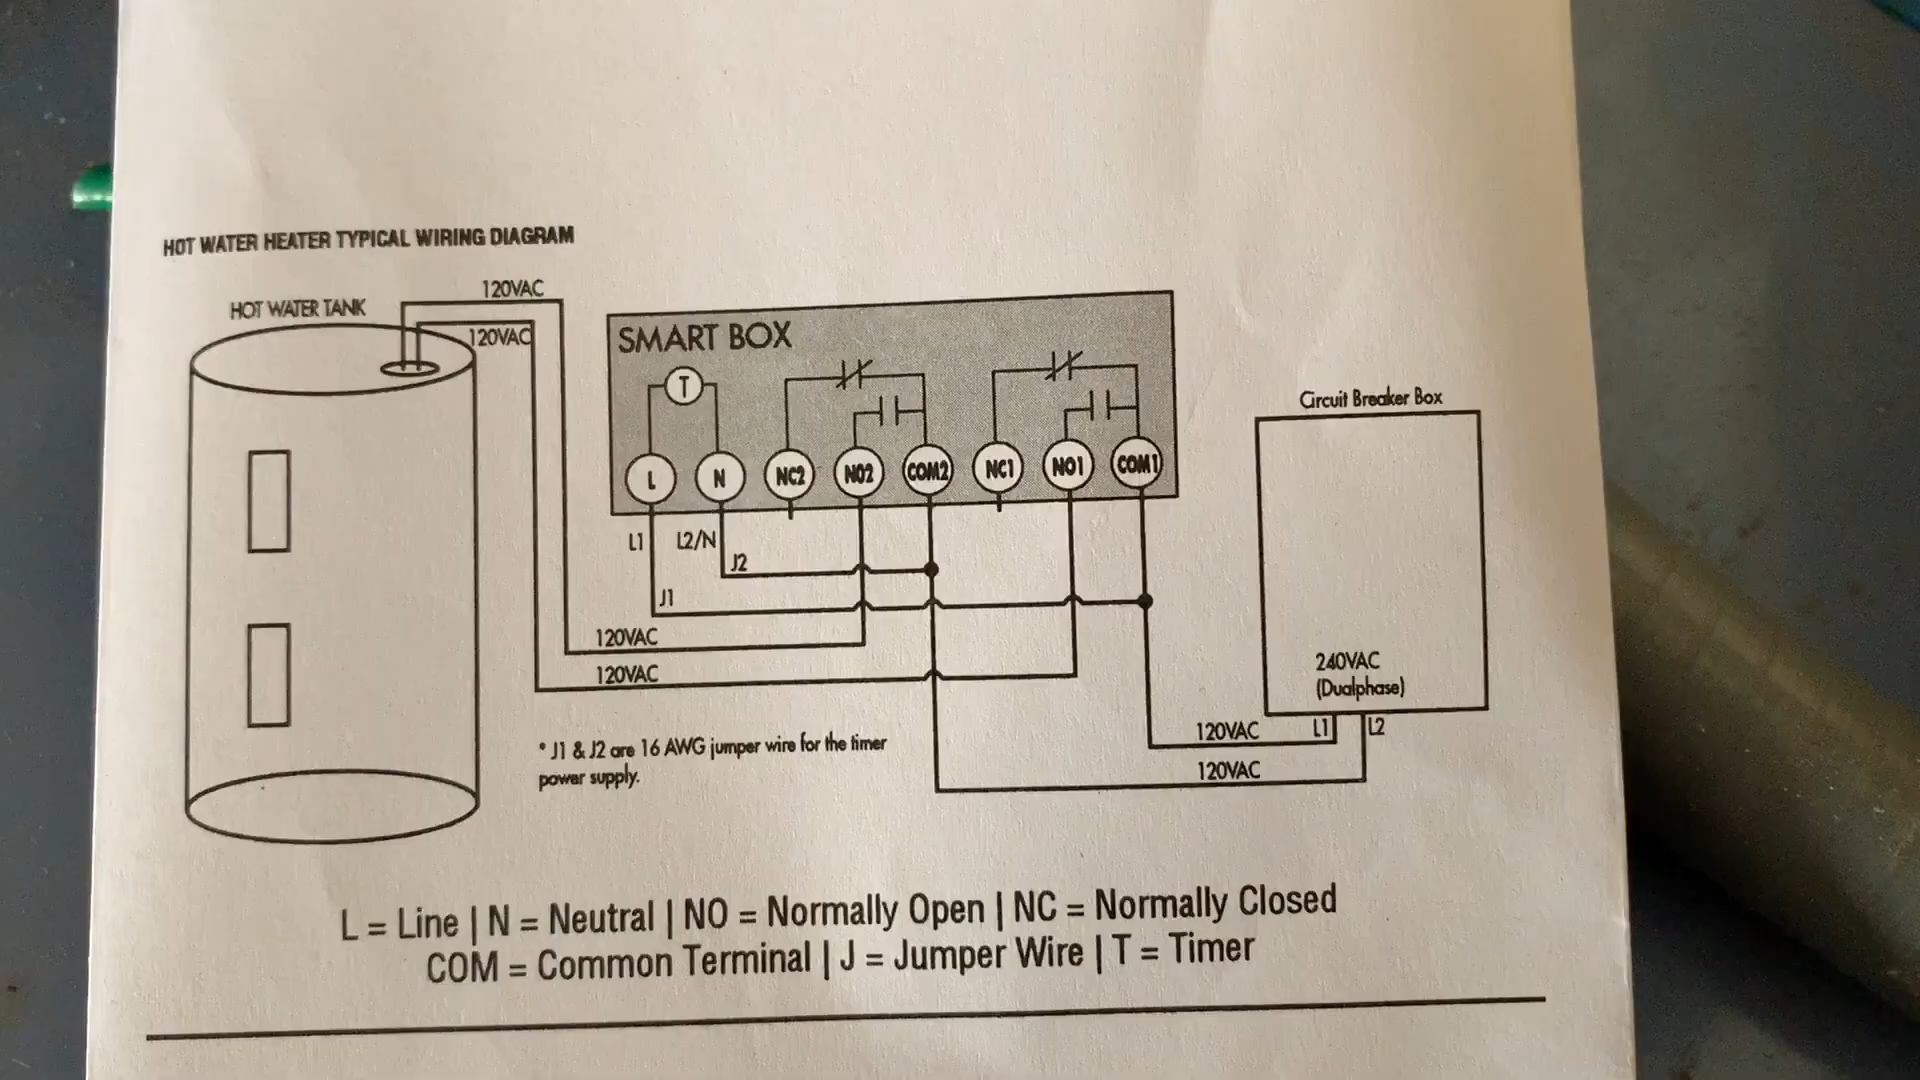 HOT WATER HEATER TYPICAL WIRING DIAGRAM
120VAC
HOT WATER TANK
120VAC
SMART BOX
T
L
N
NC2
NO2
COM2
NC1
NO1
COM1
Circuit Breaker Box
L1
L2/N
J2
J1
120VAC
120VAC
240VAC
(Dualphase)
120VAC
L1
L2
120VAC
* J1 & J2 are 16 AWG jumper wire for the timer
power supply.
L = Line | N = Neutral | NO = Normally Open | NC = Normally Closed
COM = Common Terminal | J = Jumper Wire | T = Timer